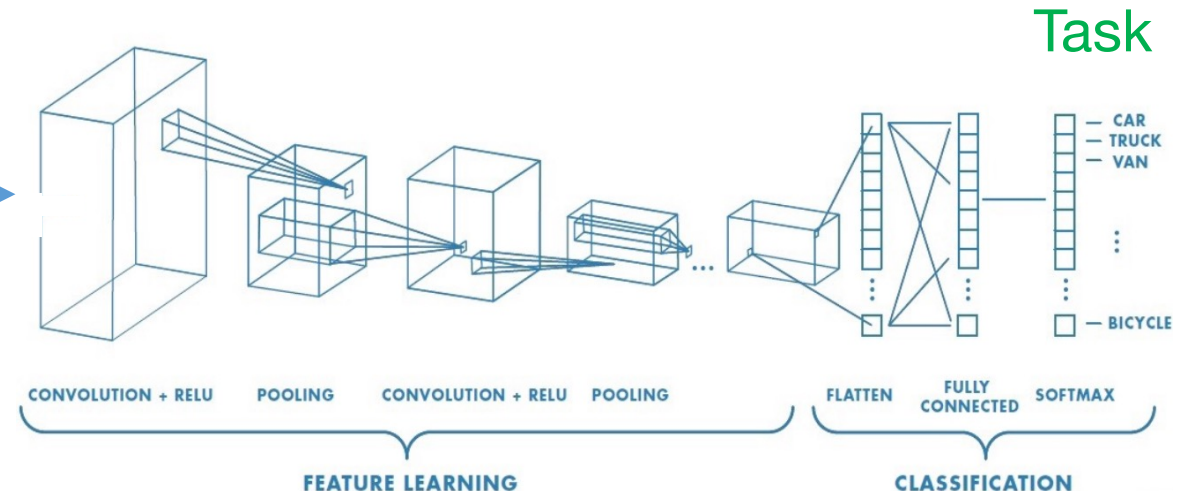 Task
CAR
TRUCK
VAN
BICYCLE
CONVOLUTION + RELU
POOLING
CONVOLUTION + RELU
POOLING
FLATTEN
FULLY
CONNECTED
SOFTMAX
FEATURE LEARNING
CLASSIFICATION